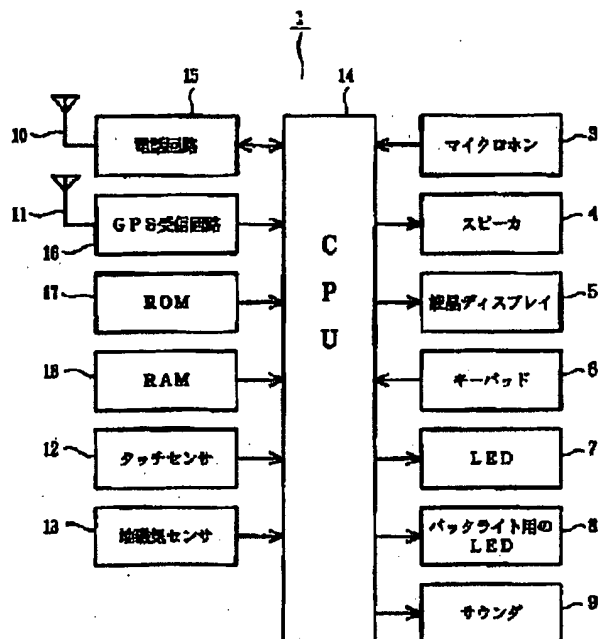 1
15
14
10
電話回路
マイクロホン
3
11
GPS受信回路
スピーカ
4
16
17
ROM
C
P
U
液晶ディスプレイ
5
18
RAM
キーパッド
6
12
タッチセンサ
LED
7
13
地磁気センサ
バックライト用の
LED
8
サウンダ
9